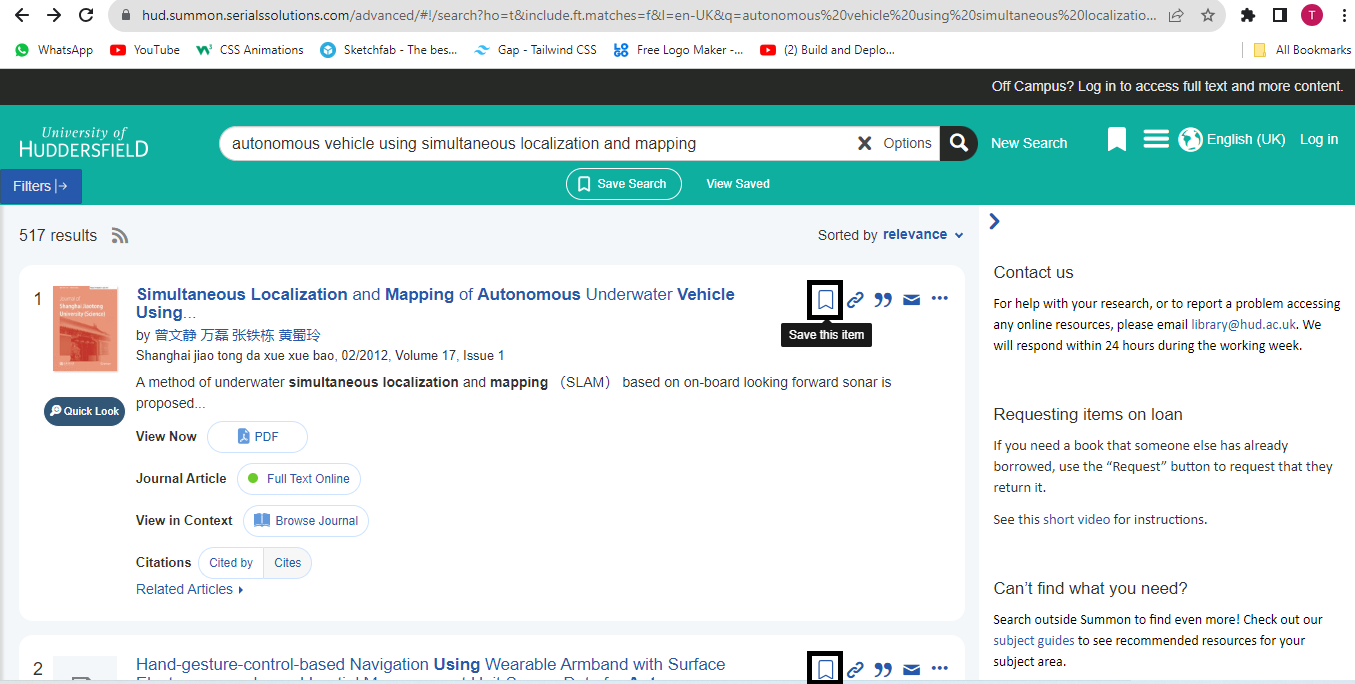 hud.summon.serialssolutions.com/advanced/#!/search?ho=t&include.ft.matches=f&l=en-UK&q=autonomous%20vehicle%20using%20simultaneous%20localizatio...
T
WhatsApp
YouTube
CSS Animations
Sketchfab - The bes...
Gap - Tailwind CSS
Free Logo Maker -...
(2) Build and Deplo...
All Bookmarks
Off Campus? Log in to access full text and more content.
University of
HUDDERSFIELD
autonomous vehicle using simultaneous localization and mapping
Options
New Search
English (UK)
Log in
Filters
Save Search
View Saved
517 results
Sorted by relevance
1
Simultaneous Localization and Mapping of Autonomous Underwater Vehicle
Using...
by 曾文静 万磊 张铁栋 黄蜀玲
Shanghai jiao tong da xue xue bao, 02/2012, Volume 17, Issue 1
Save this item
A method of underwater simultaneous localization and mapping （SLAM） based on on-board looking forward sonar is
proposed...
Quick Look
View Now
PDF
Journal Article
Full Text Online
View in Context
Browse Journal
Citations
Cited by
Cites
Related Articles
2
Hand-gesture-control-based Navigation Using Wearable Armband with Surface
Contact us
For help with your research, or to report a problem accessing
any online resources, please email library@hud.ac.uk. We
will respond within 24 hours during the working week.
Requesting items on loan
If you need a book that someone else has already
borrowed, use the “Request” button to request that they
return it.
See this short video for instructions.
Can’t find what you need?
Search outside Summon to find even more! Check out our
subject guides to see recommended resources for your
subject area.